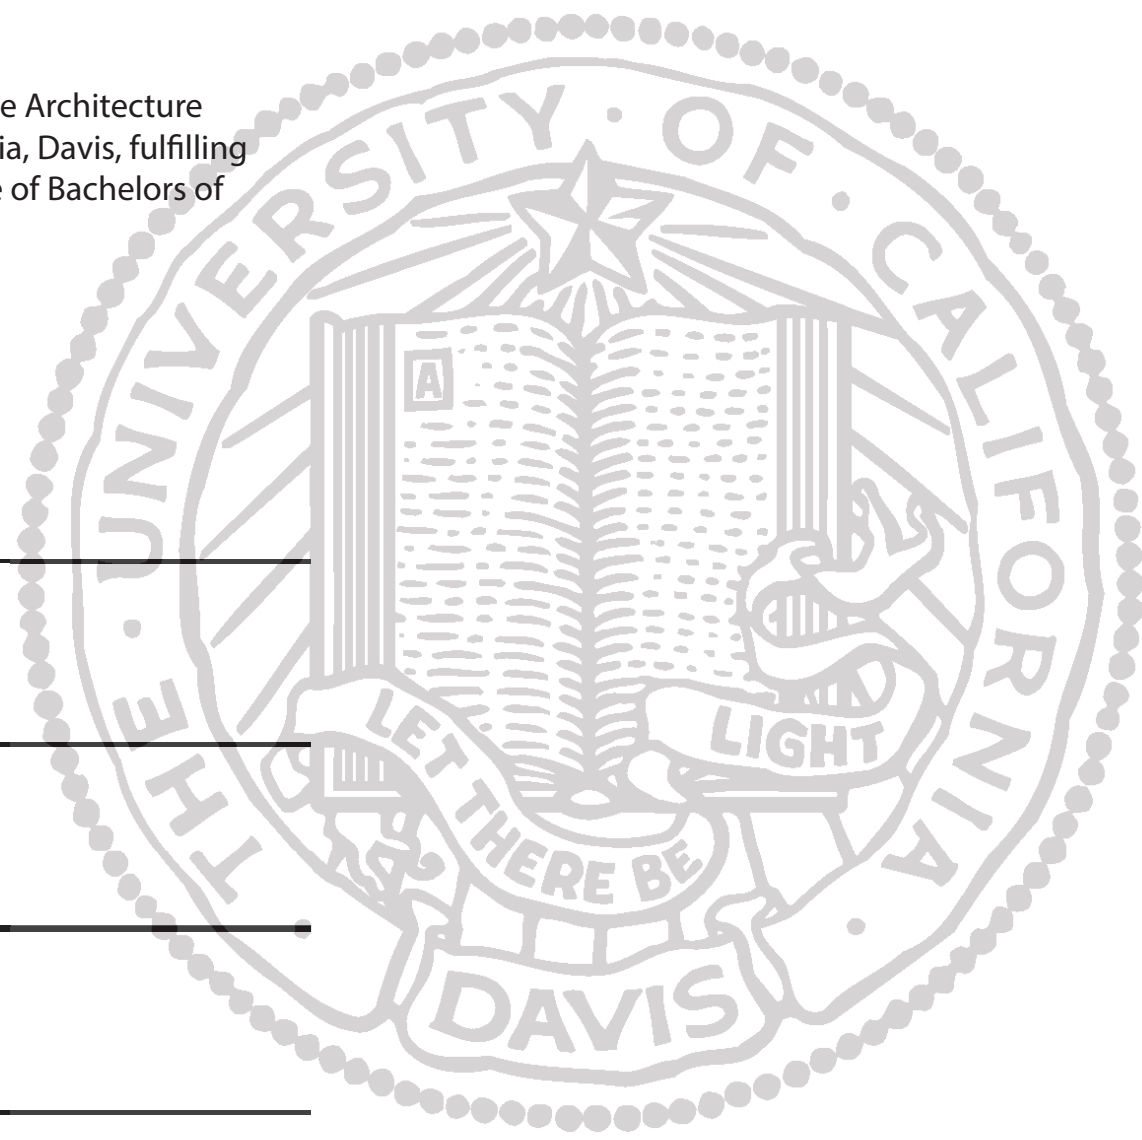 e Architecture
ia, Davis, fulfilling
e of Bachelors of
THE · UNIVERSITY · OF · CALIFORNIA ·
A
LET THERE BE LIGHT
DAVIS